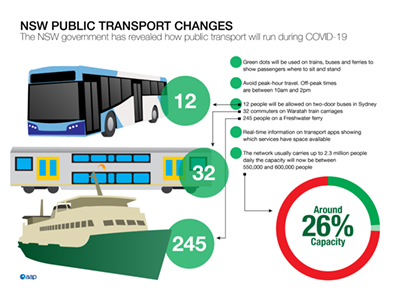 NSW PUBLIC TRANSPORT CHANGES
The NSW government has revealed how public transport will run during COVID-19
Green dots will be used on trains, buses and ferries to
show passengers where to sit and stand
Avoid peak-hour travel. Off-peak times
are between 10am and 2pm
12 people will be allowed on two-door buses in Sydney
32 commuters on Waratah train carriages
245 people on a Freshwater ferry
Real-time information on transport apps showing
which services have space available
The network usually carries up to 2.3 million people
daily the capacity will now be between
550,000 and 600,000 people
12
32
245
Around
26%
Capacity
aap